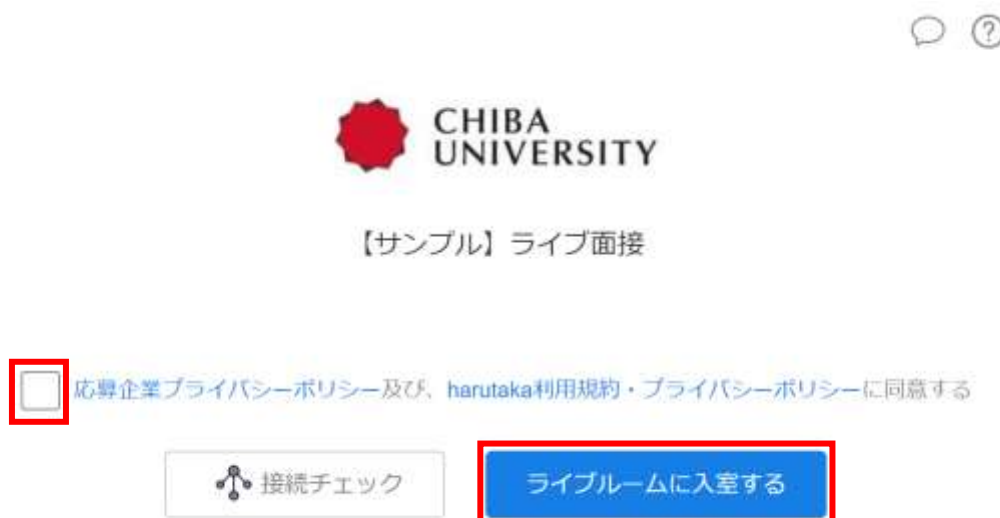 ?
CHIBA
UNIVERSITY
【サンプル】ライブ面接
応募企業プライバシーポリシー及び、harutaka利用規約・プライバシーポリシーに同意する
接続チェック
ライブルームに入室する